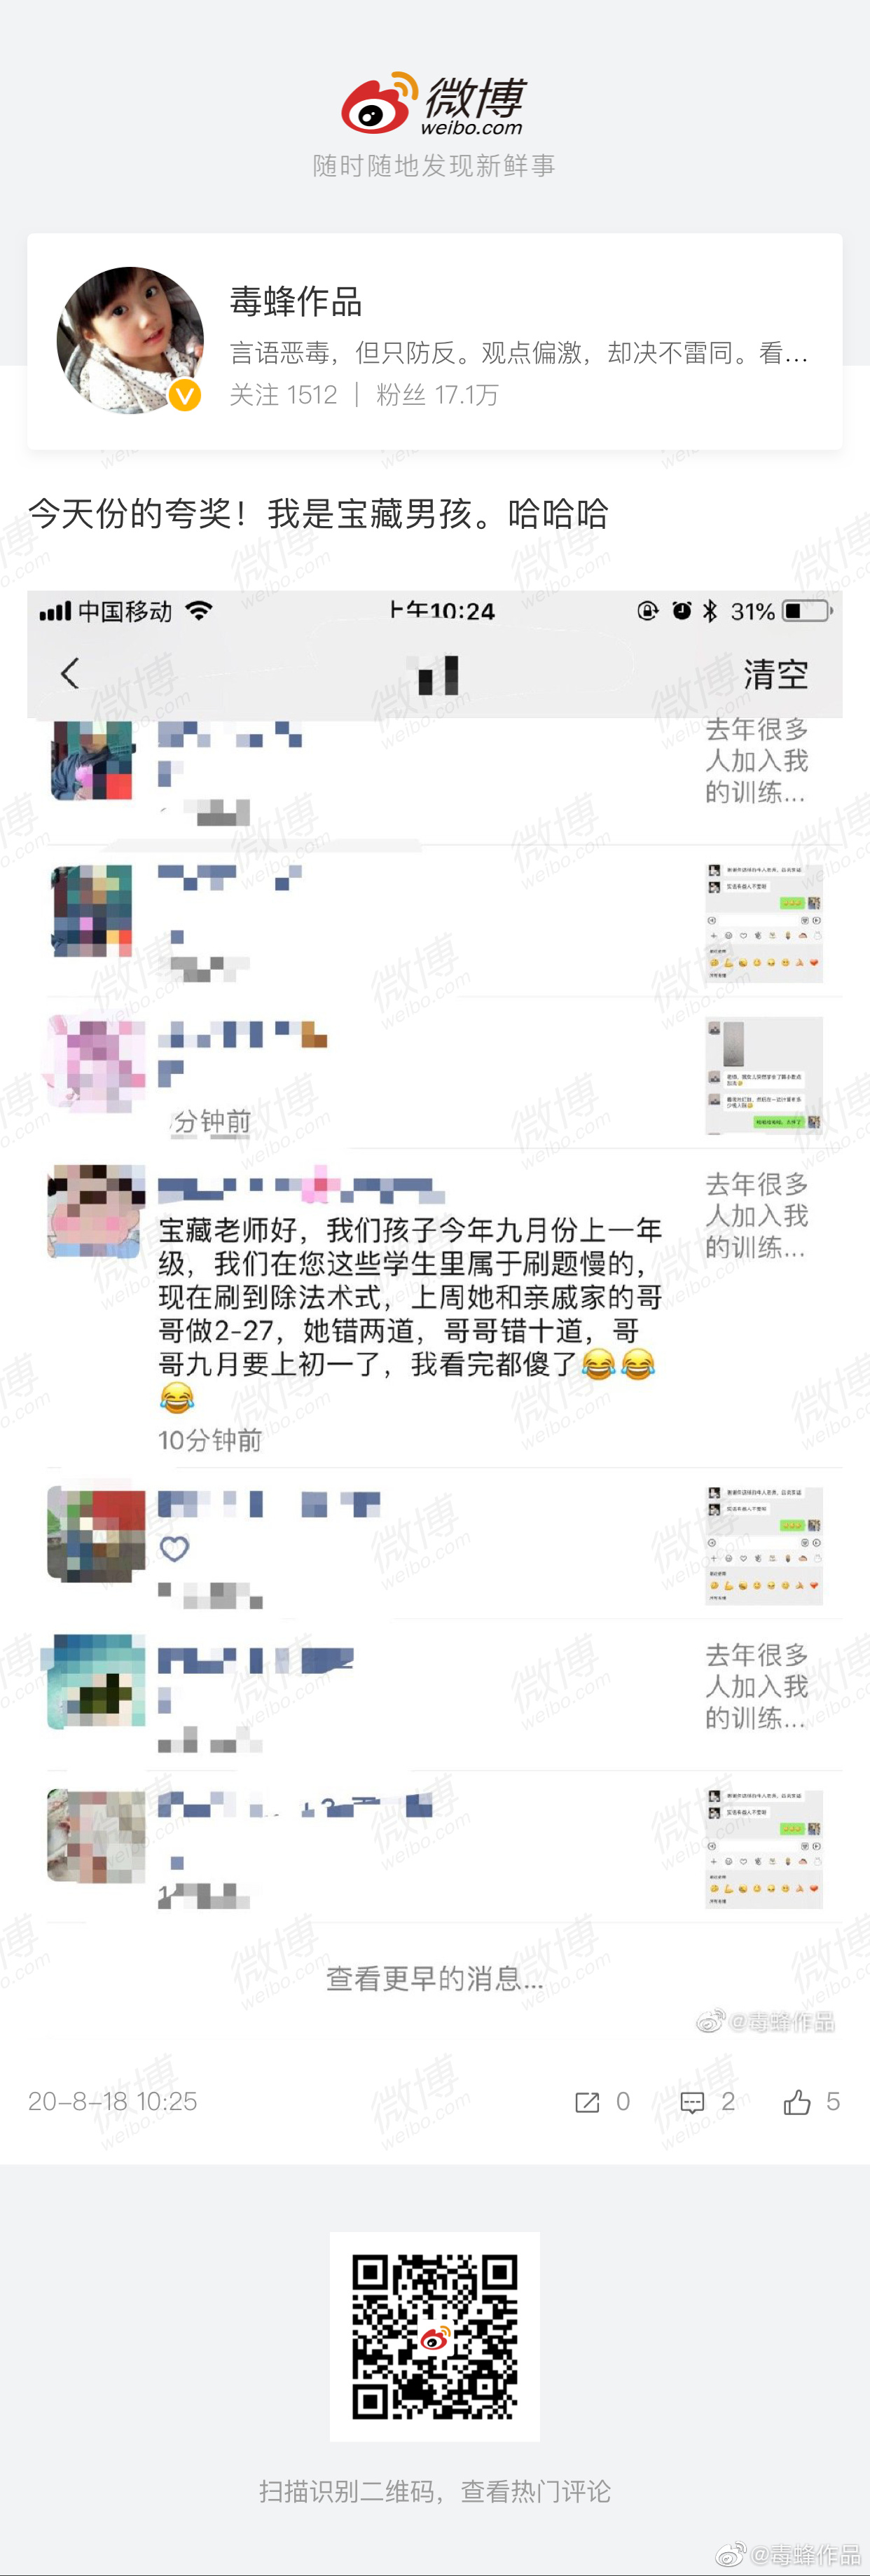 微博
weibo.com
随时随地发现新鲜事
毒蜂作品
言语恶毒，但只防反。观点偏激，却决不雷同。看...
关注 1512 | 粉丝 17.1万
今天份的夸奖！我是宝藏男孩。哈哈哈
中国移动
上午10:24
31%
清空
去年很多
人加入我
的训练...
分钟前
宝藏老师好，我们孩子今年九月份上一年
级，我们在您这些学生里属于刷题慢的，
现在刷到除法术式，上周她和亲戚家的哥
哥做2-27，她错两道，哥哥错十道，哥
哥九月要上初一了，我看完都傻了😂😂
😂
10分钟前
去年很多
人加入我
的训练...
去年很多
人加入我
的训练...
查看更早的消息...
@毒蜂作品
20-8-18 10:25
0
2
5
扫描识别二维码，查看热门评论
@毒蜂作品